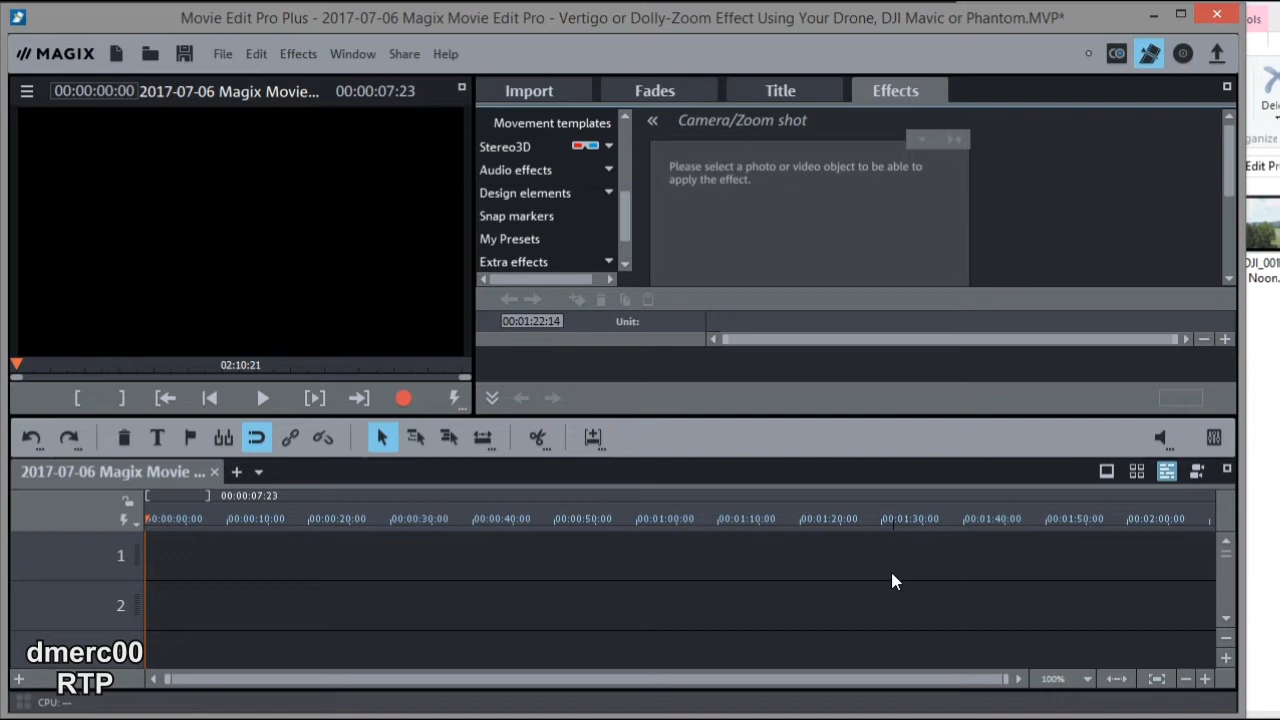 Movie Edit Pro Plus - 2017-07-06 Magix Movie Edit Pro - Vertigo or Dolly-Zoom Effect Using Your Drone, DJI Mavic or Phantom.MVP*
ols
MAGIX File Edit Effects Window Share Help
00:00:00:00 2017-07-06 Magix Movie... 00:00:07:23
Import Fades Title Effects
Movement templates
Stereo3D
Audio effects
Design elements
Snap markers
My Presets
Extra effects
Camera/Zoom shot
Please select a photo or video object to be able to
apply the effect.
Edit Pr
DJI_001
Noon.
00:01:22:14 Unit:
02:10:21
2017-07-06 Magix Movie ...
00:00:07:23
00:00:00:00 00:00:10:00 00:00:20:00 00:00:30:00 00:00:40:00 00:00:50:00 00:01:00:00 00:01:10:00 00:01:20:00 00:01:30:00 00:01:40:00 00:01:50:00 00:02:00:00
1
2
dmerc00
RTP
100%
CPU: —